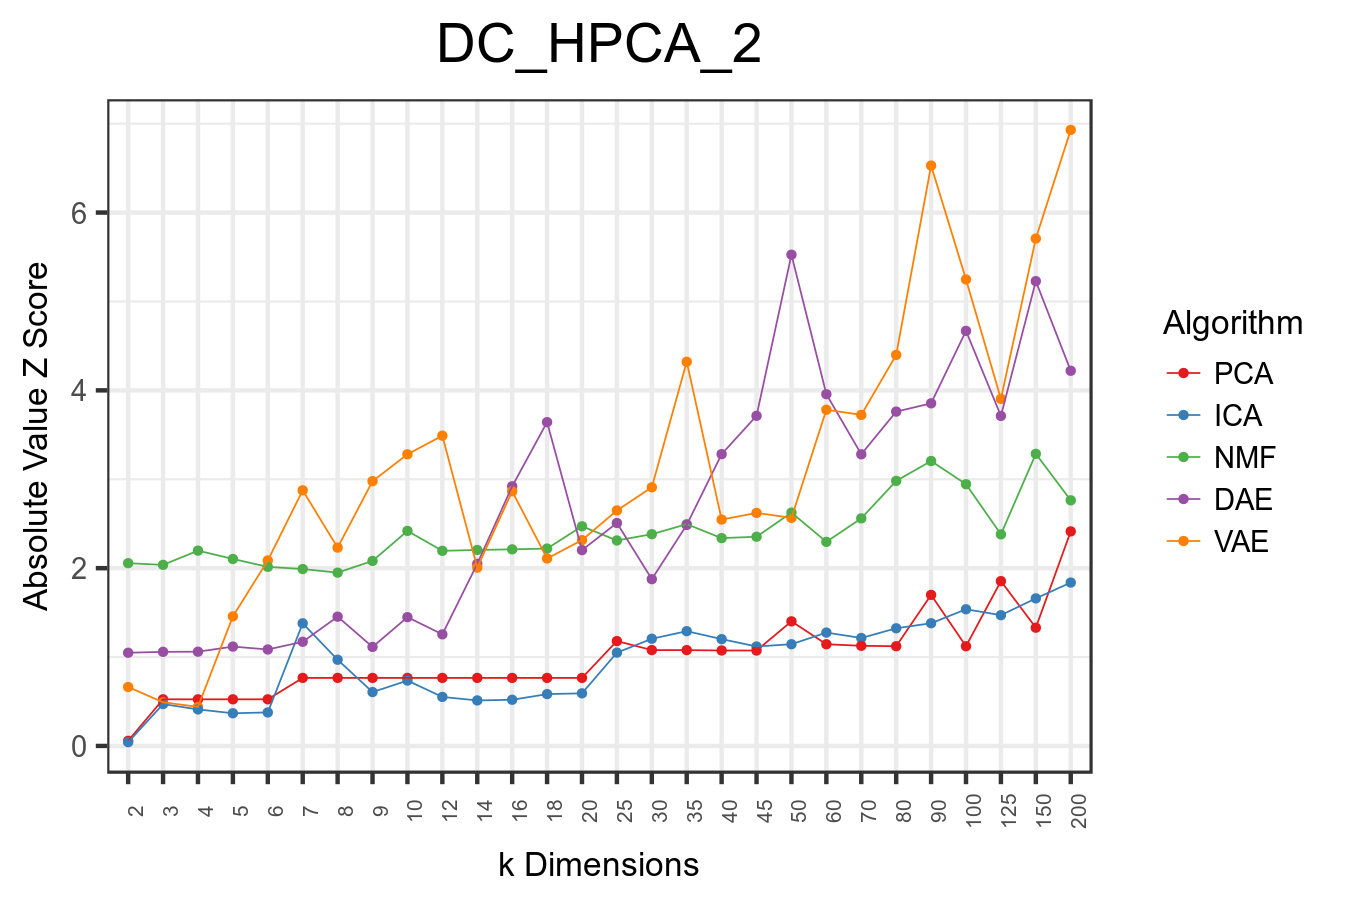 DC_HPCA_2
Absolute Value Z Score
6
4
2
0
2 3 4 5 6 7 8 9 10 12 14 16 18 20 25 30 35 40 45 50 60 70 80 90 100 125 150 200
k Dimensions
Algorithm
PCA
ICA
NMF
DAE
VAE